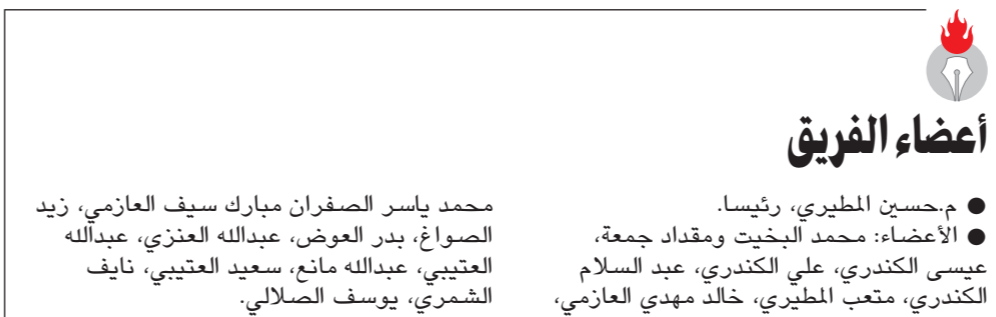 أعضاء الفريق
● م.حسين المطيري، رئيسا.
● الأعضاء: محمد البخيت ومقداد جمعة،
عيسى الكندري، علي الكندري، عبد السلام
الكندري، متعب المطيري، خالد مهدي العازمي،
محمد ياسر الصفران مبارك سيف العازمي، زيد
الصواغ، بدر العوض، عبدالله العنزي، عبدالله
العتيبي، عبدالله مانع، سعيد العتيبي، نايف
الشمري، يوسف الصلالي.